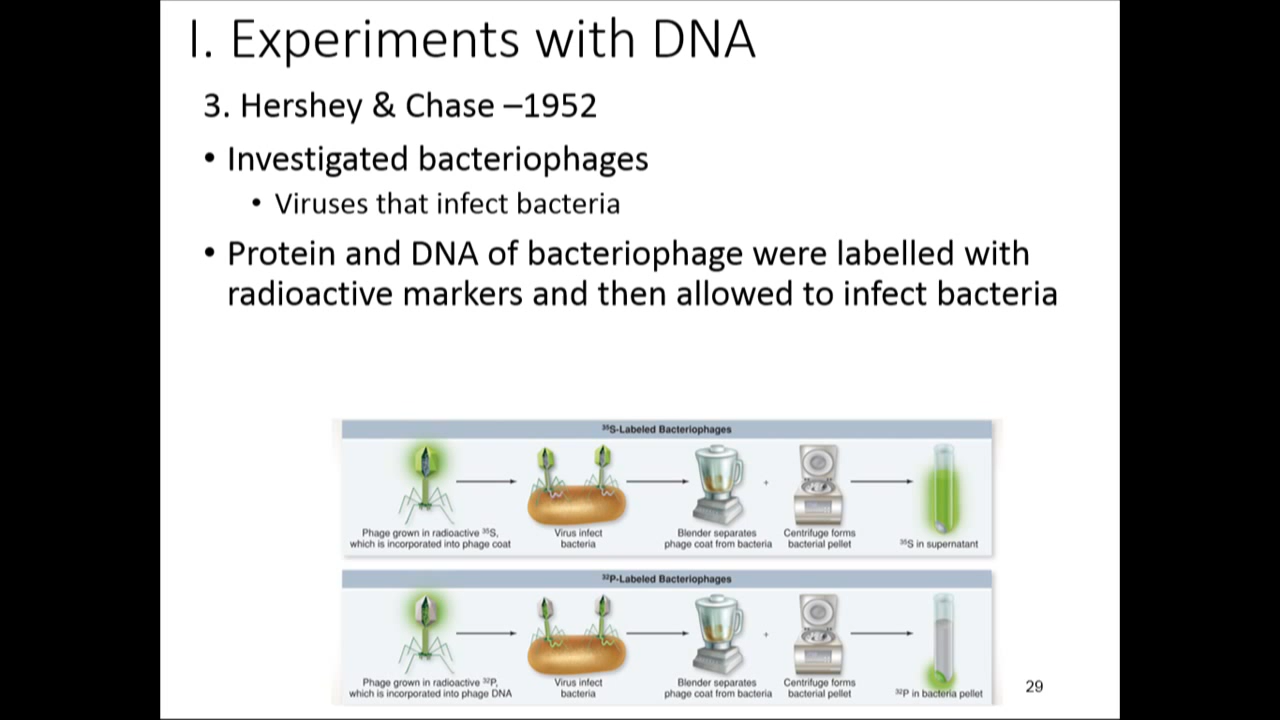 I. Experiments with DNA
3. Hershey & Chase –1952
• Investigated bacteriophages
• Viruses that infect bacteria
• Protein and DNA of bacteriophage were labelled with
radioactive markers and then allowed to infect bacteria
³⁵S-Labeled Bacteriophages
+
Phage grown in radioactive ³⁵S,
which is incorporated into phage coat
Virus infect
bacteria
Blender separates
phage coat from bacteria
Centrifuge forms
bacterial pellet
³⁵S in supernatant
³²P-Labeled Bacteriophages
+
Phage grown in radioactive ³²P,
which is incorporated into phage DNA
Virus infect
bacteria
Blender separates
phage coat from bacteria
Centrifuge forms
bacterial pellet
³²P in bacteria pellet
29